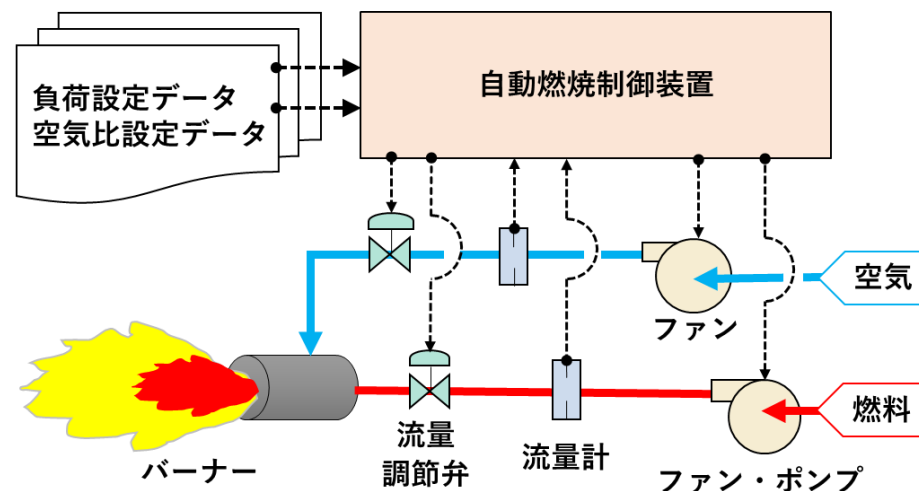 負荷設定データ
空気比設定データ
自動燃焼制御装置
空気
ファン
燃料
バーナー
流量
調節弁
流量計
ファン・ポンプ